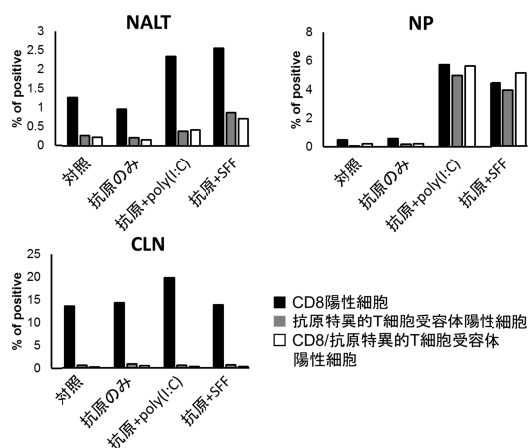 NALT
% of positive
3
2.5
2
1.5
1
0.5
0
対照
抗原のみ
抗原+poly(I:C)
抗原+SFF
NP
% of positive
8
6
4
2
0
対照
抗原のみ
抗原+poly(I:C)
抗原+SFF
CLN
% of positive
25
20
15
10
5
0
対照
抗原のみ
抗原+poly(I:C)
抗原+SFF
CD8陽性細胞
抗原特異的T細胞受容体陽性細胞
CD8/抗原特異的T細胞受容体
陽性細胞